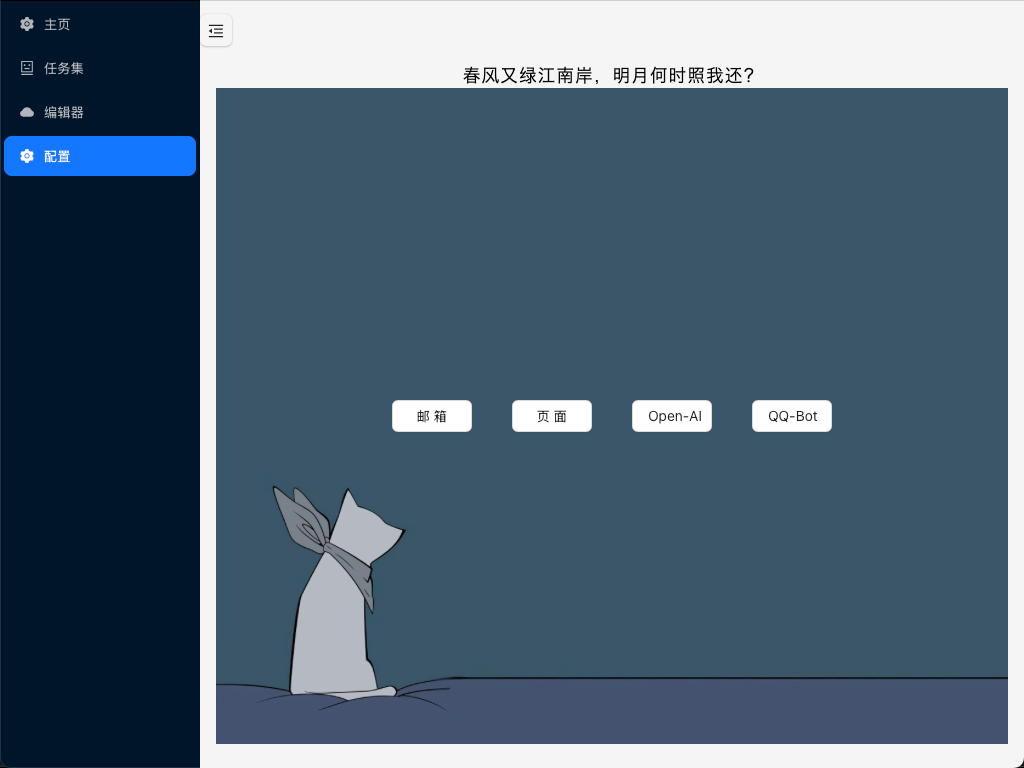 主页
任务集
编辑器
配置
春风又绿江南岸，明月何时照我还？
邮箱 页面 Open-AI QQ-Bot